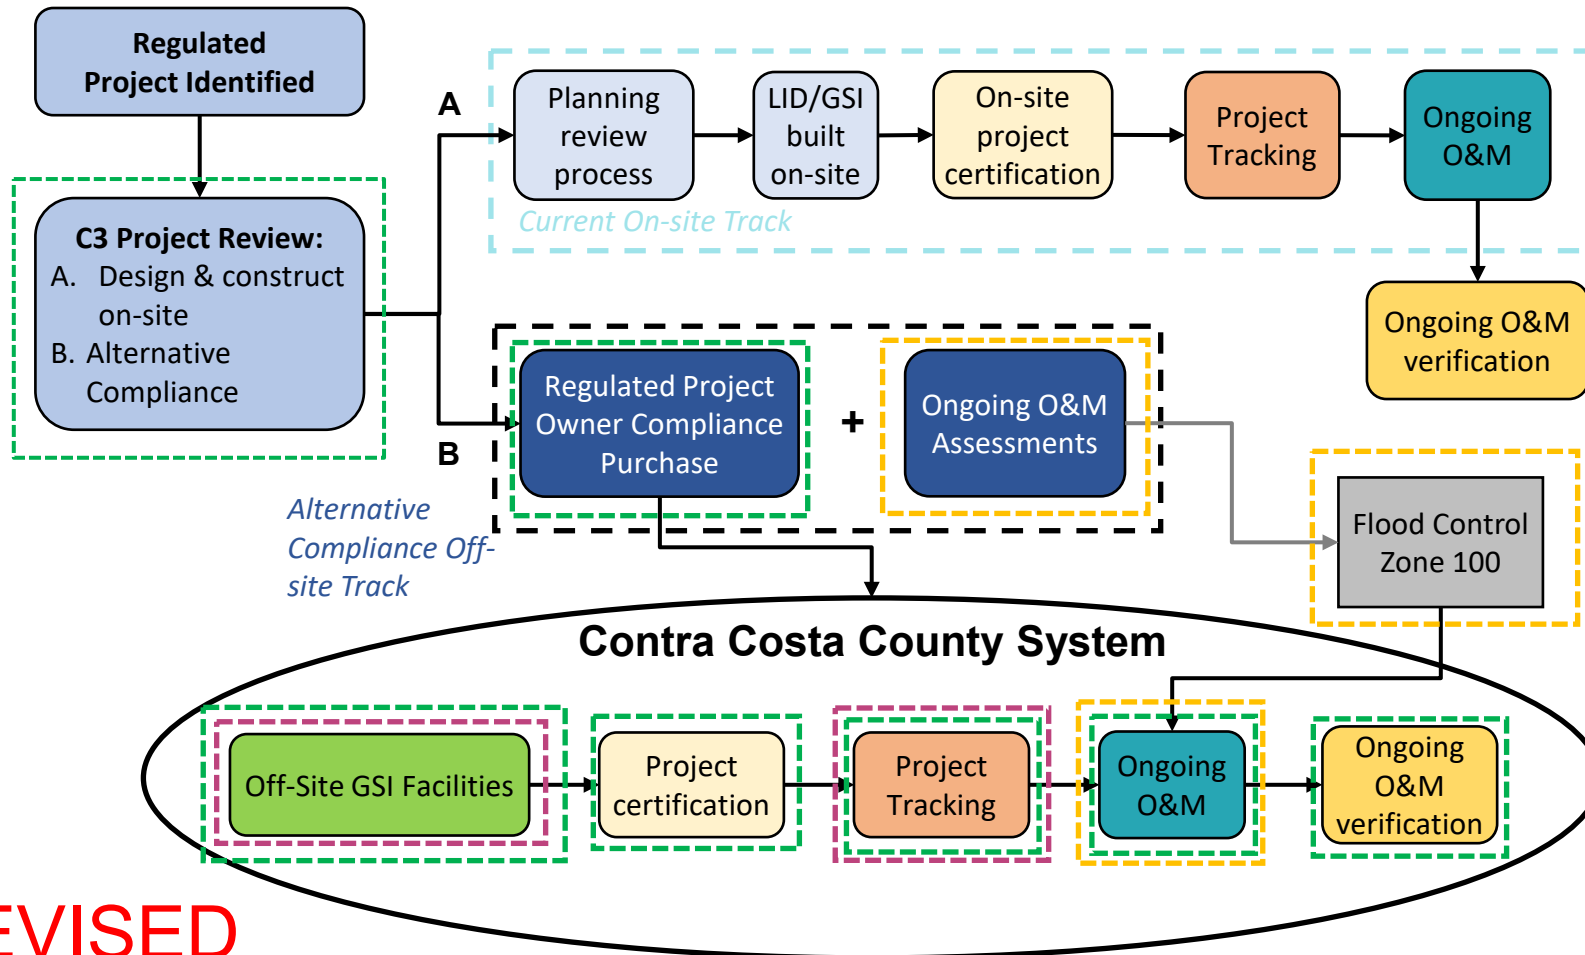 Regulated
Project Identified
C3 Project Review:
A. Design & construct
on-site
B. Alternative
Compliance
A
Planning
review
process
LID/GSI
built
on-site
On-site
project
certification
Project
Tracking
Ongoing
O&M
Current On-site Track
Ongoing O&M
verification
B
Regulated Project
Owner Compliance
Purchase
+
Ongoing O&M
Assessments
Alternative
Compliance Off-
site Track
Flood Control
Zone 100
Contra Costa County System
Off-Site GSI Facilities
Project
certification
Project
Tracking
Ongoing
O&M
Ongoing
O&M
verification
EVISED